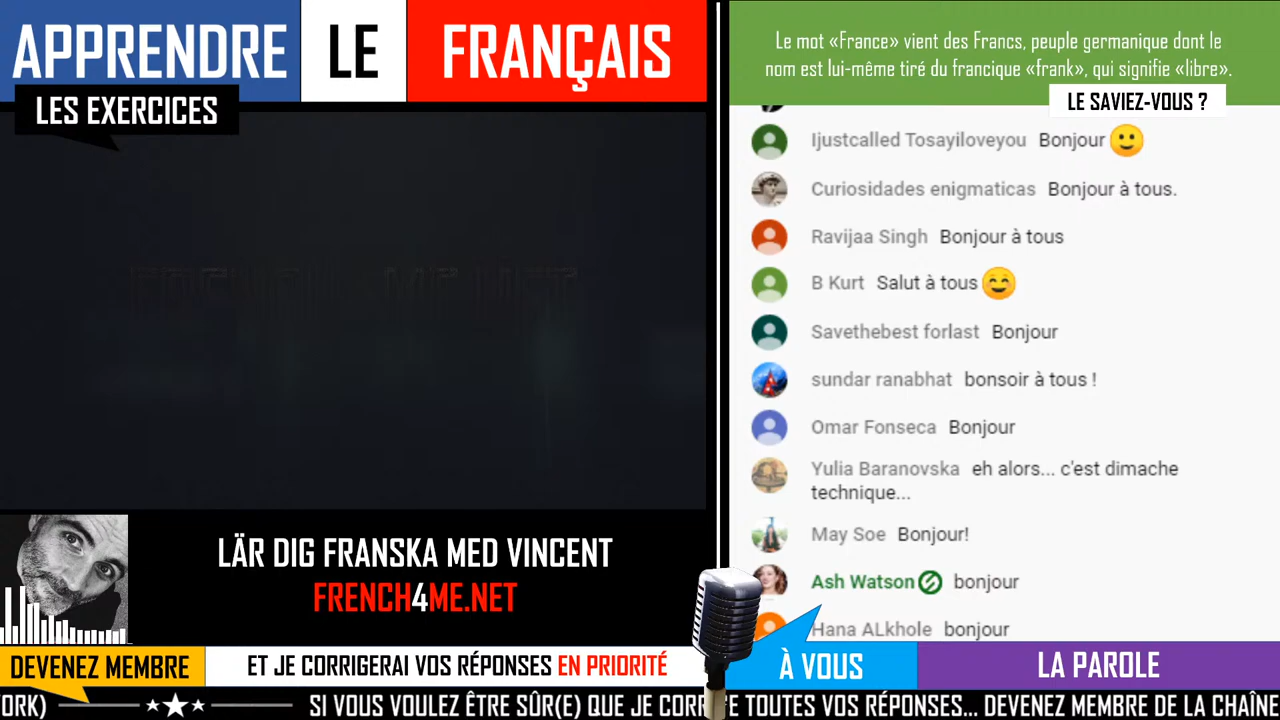 APPRENDRE LE FRANÇAIS
LES EXERCICES
Le mot «France» vient des Francs, peuple germanique dont le
nom est lui-même tiré du francique «frank», qui signifie «libre».
LE SAVIEZ-VOUS ?
Ijustcalled Tosayiloveyou Bonjour 🙂
Curiosidades enigmaticas Bonjour à tous.
Ravijaa Singh Bonjour à tous
B Kurt Salut à tous 😊
Savethebest forlast Bonjour
sundar ranabhat bonsoir à tous !
Omar Fonseca Bonjour
Yulia Baranovska eh alors... c'est dimache
technique...
May Soe Bonjour!
Ash Watson bonjour
Hana ALkhole bonjour
LÄR DIG FRANSKA MED VINCENT
FRENCH4ME.NET
DEVENEZ MEMBRE
ET JE CORRIGERAI VOS RÉPONSES EN PRIORITÉ
À VOUS
LA PAROLE
URK) SI VOUS VOULEZ ÊTRE SÛR(E) QUE JE CORR E TOUTES VOS RÉPONSES... DEVENEZ MEMBRE DE LA CHAÎNE